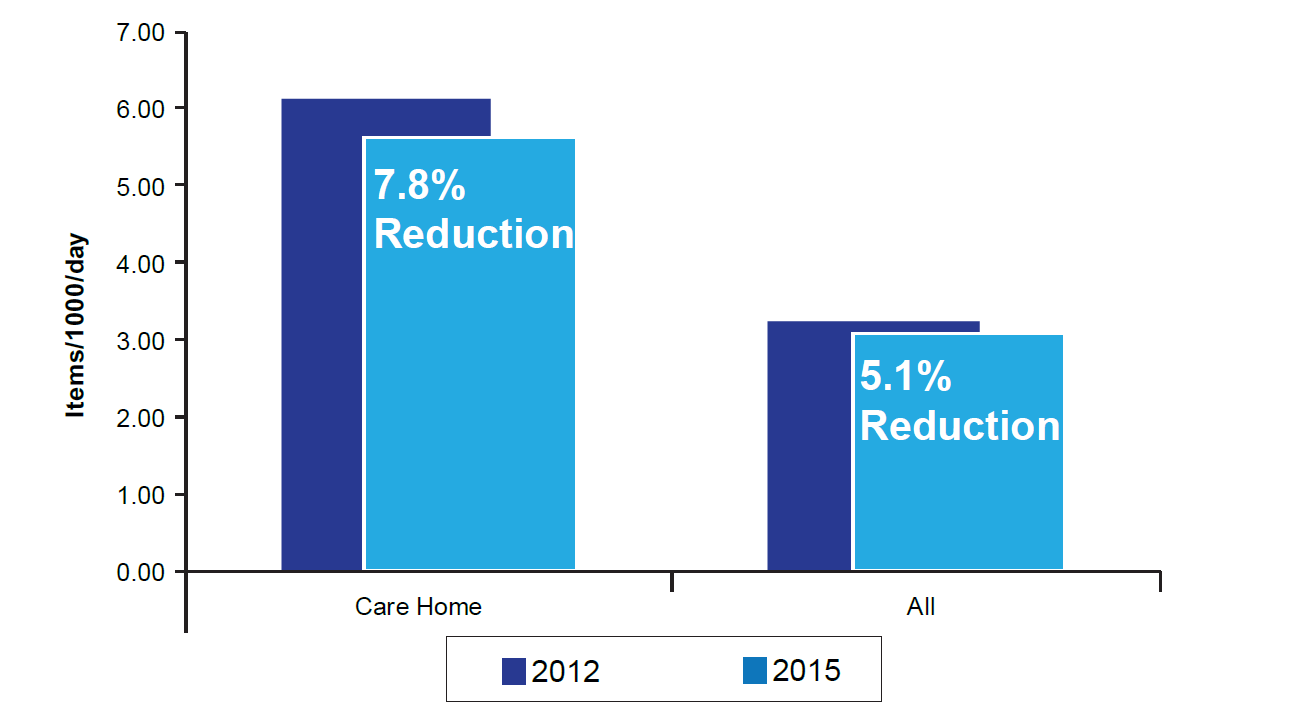 7.00
6.00
5.00
4.00
3.00
2.00
1.00
0.00
Items/1000/day
7.8%
Reduction
5.1%
Reduction
Care Home
All
2012
2015